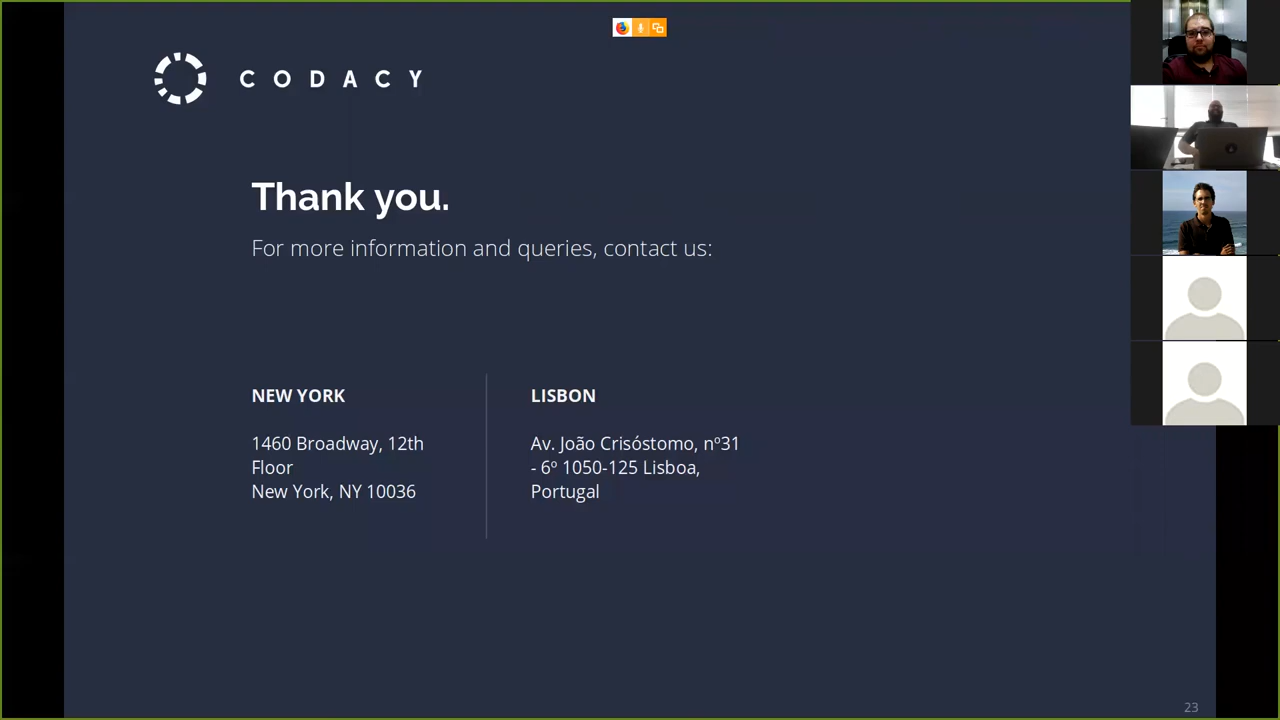 CODACY
Thank you.
For more information and queries, contact us:
NEW YORK
1460 Broadway, 12th
Floor
New York, NY 10036
LISBON
Av. João Crisóstomo, nº31
- 6º 1050-125 Lisboa,
Portugal
23